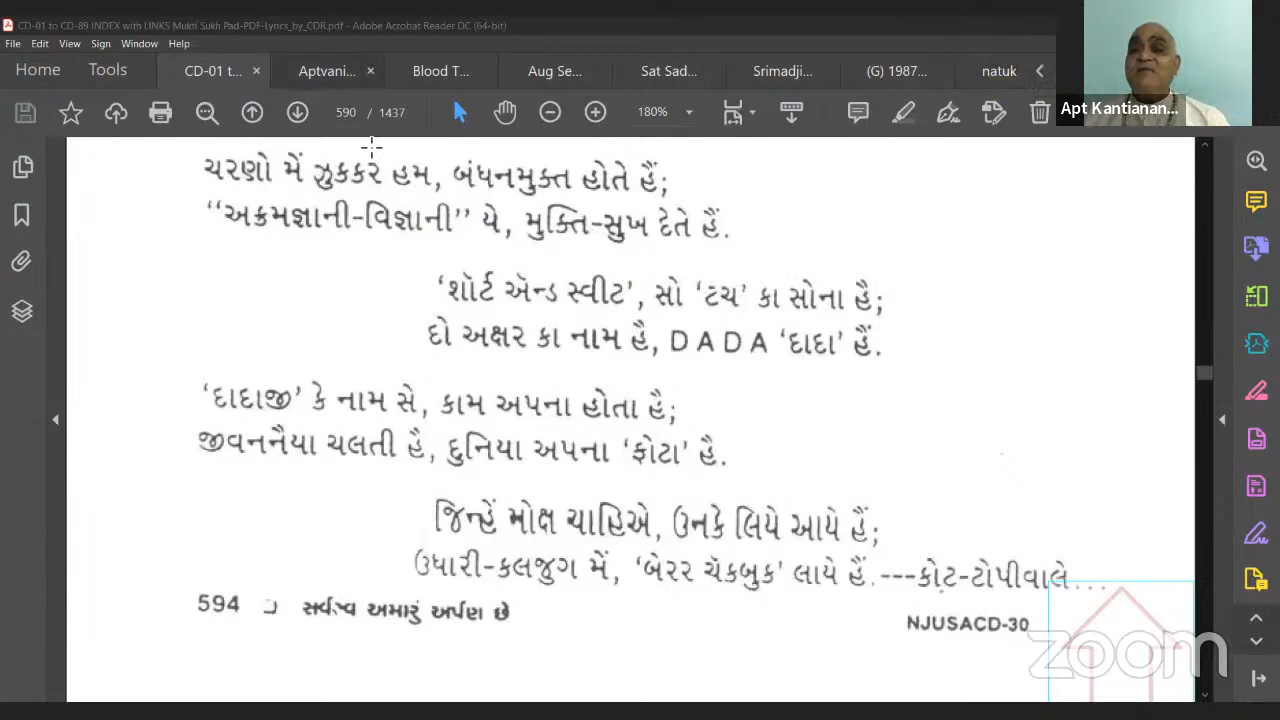 CD-01 to CD-89 INDEX with LINKS Mukti Sukh Pad-PDF-Lyrics_by_CDR.pdf - Adobe Acrobat Reader DC (64-bit)
File Edit View Sign Window Help
Home Tools CD-01 t... × Aptvani... × Blood T... Aug Se... Sat Sad... Srimadji... (G) 1987... natuk
590 / 1437 180%
Apt Kantianan...
ચરણો મેં ઝુકકર હમ, બંધનમુક્ત હોતે હૈં;
“અક્રમજ્ઞાની-વિજ્ઞાની” યે, મુક્તિ-સુખ દેતે હૈં.
‘શૉર્ટ ઍન્ડ સ્વીટ’, સો ‘ટચ’ કા સોના હૈ;
દો અક્ષર કા નામ હૈ, D A D A ‘દાદા’ હૈં.
‘દાદાજી’ કે નામ સે, કામ અપના હોતા હૈ;
જીવનનૈયા ચલતી હૈ, દુનિયા અપના ‘ફોટા’ હૈ.
જિન્હેં મોક્ષ ચાહિએ, ઉનકે લિયે આયે હૈં;
ઉધારી-કલજુગ મેં, ‘બેરર ચૅકબુક’ લાયે હૈં.---કોટ-ટોપીવાલે...
594 સર્વસ્વ અમારું અર્પણ છે NJUSACD-30
zoom